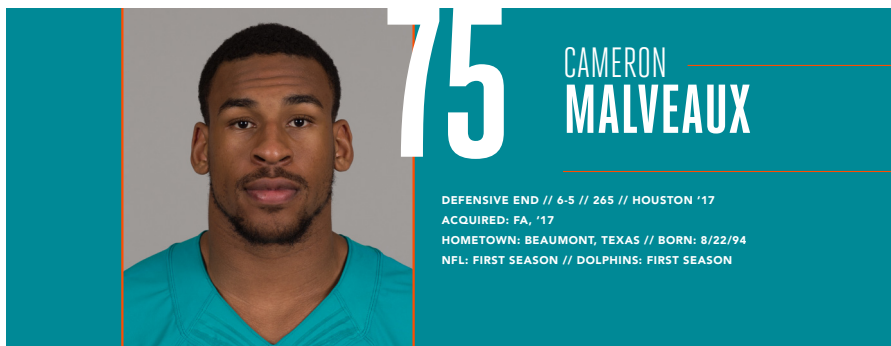 75
CAMERON
MALVEAUX
DEFENSIVE END // 6-5 // 265 // HOUSTON ‘17
ACQUIRED: FA, ‘17
HOMETOWN: BEAUMONT, TEXAS // BORN: 8/22/94
NFL: FIRST SEASON // DOLPHINS: FIRST SEASON